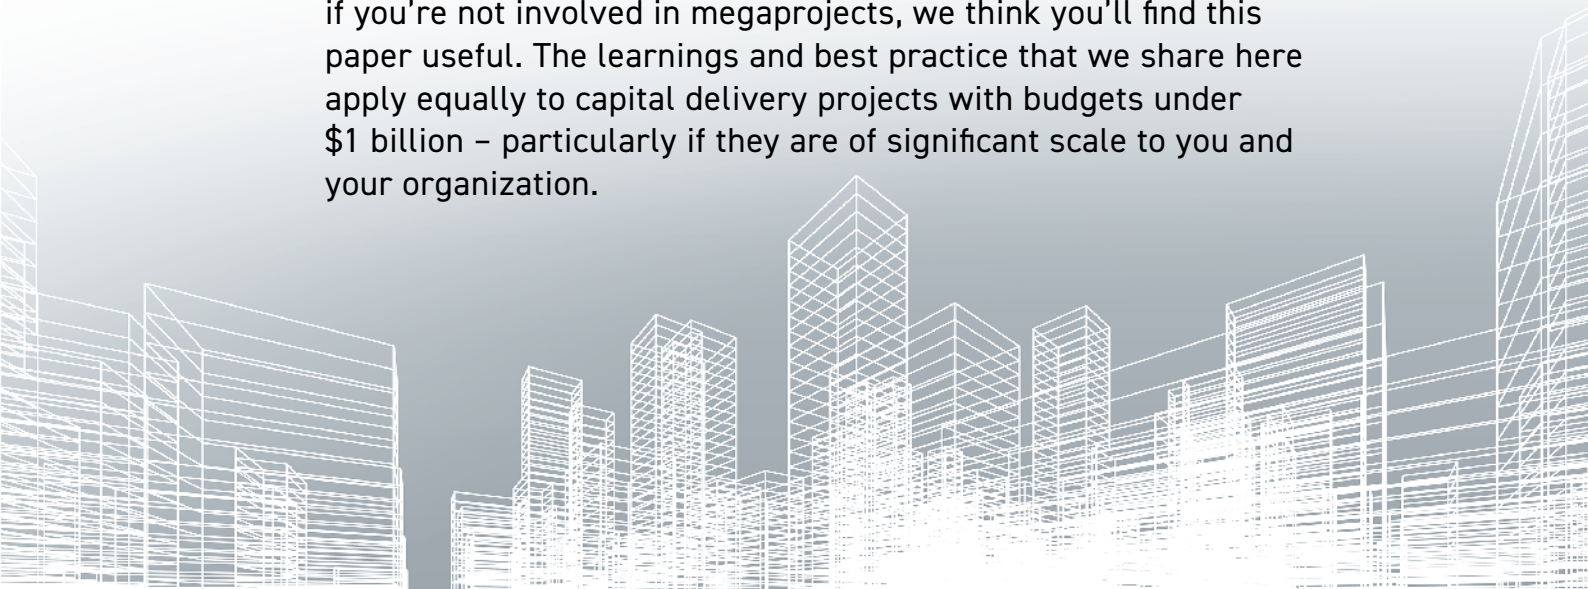 if you’re not involved in megaprojects, we think you’ll find this
paper useful. The learnings and best practice that we share here
apply equally to capital delivery projects with budgets under
$1 billion – particularly if they are of significant scale to you and
your organization.